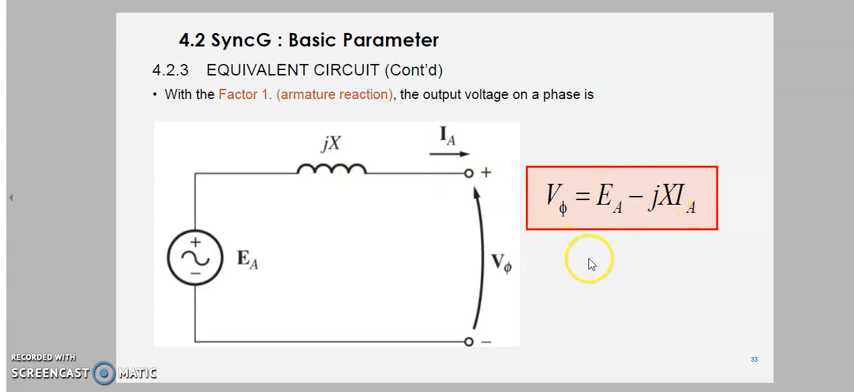 4.2 SyncG : Basic Parameter
4.2.3 EQUIVALENT CIRCUIT (Cont'd)
• With the Factor 1. (armature reaction), the output voltage on a phase is
jX
I_A
+
V_ϕ = E_A − jXI_A
+
E_A
−
V_ϕ
−
33
RECORDED WITH
SCREENCAST MATIC